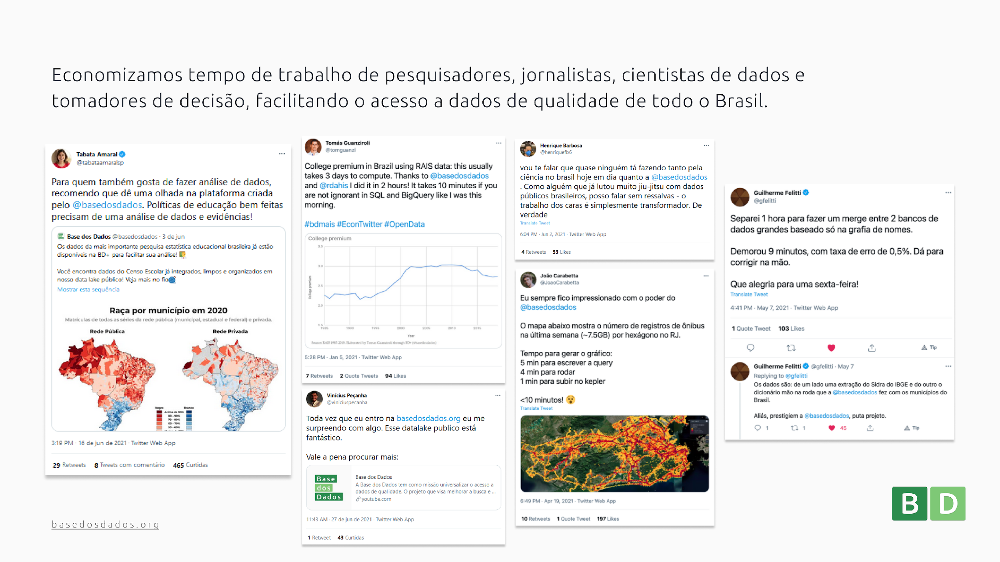 Economizamos tempo de trabalho de pesquisadores, jornalistas, cientistas de dados e
tomadores de decisão, facilitando o acesso a dados de qualidade de todo o Brasil.
Tabata Amaral
@tabataamaralsp
Para quem também gosta de fazer análise de dados,
recomendo que dê uma olhada na plataforma criada
pelo @basedosdados. Políticas de educação bem feitas
precisam de uma análise de dados e evidências!
Base dos Dados @basedosdados · 3 de jun
Os dados da mais importante pesquisa estatística educacional brasileira já estão
disponíveis na BD+ para facilitar sua análise!
Você encontra dados do Censo Escolar já integrados, limpos e organizados em
nosso data lake público! Veja mais no fio
Mostrar esta sequência
Raça por município em 2020
Matrículas de todas as séries da rede pública (municipal, estadual e federal) e privada.
Rede Pública
Rede Privada
Negro
Branco
Acima de 90%
80 - 90%
70 - 80%
60 - 70%
50 - 60%
3:19 PM · 16 de jun de 2021 · Twitter Web App
29 Retweets 8 Tweets com comentário 465 Curtidas
Tomás Guanziroli
@tomguanzi
College premium in Brazil using RAIS data: this usually
takes 3 days to compute. Thanks to @basedosdados
and @rdahis I did it in 2 hours! It takes 10 minutes if you
are not ignorant in SQL and BigQuery like I was this
morning.
#bdmais #EconTwitter #OpenData
College premium
3.5
3.0
2.5
2.0
1.5
College premium
1985 1990 1995 2000 2005 2010 2015
Year
Source: RAIS 1985-2019. Elaborated by Tomas Guanziroli through BD+ (@basedosdados)
5:28 PM · Jan 5, 2021 · Twitter Web App
7 Retweets 2 Quote Tweets 94 Likes
Vinícius Peçanha
@viniciuspecanha
Toda vez que eu entro na basedosdados.org eu me
surpreendo com algo. Esse datalake publico está
fantástico.
Vale a pena procurar mais:
Base
dos
Dados
Base dos Dados
A Base dos Dados tem como missão universalizar o acesso a
dados de qualidade. O projeto que visa melhorar a busca e ...
youtube.com
11:43 AM · 27 de jun de 2021 · Twitter Web App
1 Retweet 43 Curtidas
Henrique Barbosa
@henriquefb6
vou te falar que quase ninguém tá fazendo tanto pela
ciência no brasil hoje em dia quanto a @basedosdados
. Como alguém que já lutou muito jiu-jitsu com dados
públicos brasileiros, posso falar sem ressalvas - o
trabalho dos caras é simplesmente transformador. De
verdade
Translate Tweet
6:04 PM · Jun 2, 2021 · Twitter Web App
4 Retweets 53 Likes
João Carabetta
@JoaoCarabetta
Eu sempre fico impressionado com o poder do
@basedosdados
O mapa abaixo mostra o número de registros de ônibus
na última semana (~7.5GB) por hexágono no RJ.
Tempo para gerar o gráfico:
5 min para escrever a query
4 min para rodar
1 min para subir no kepler
<10 minutos!
Translate Tweet
6:49 PM · Apr 19, 2021 · Twitter Web App
10 Retweets 1 Quote Tweet 197 Likes
Guilherme Felitti
@gfelitti
Separei 1 hora para fazer um merge entre 2 bancos de
dados grandes baseado só na grafia de nomes.
Demorou 9 minutos, com taxa de erro de 0,5%. Dá para
corrigir na mão.
Que alegria para uma sexta-feira!
Translate Tweet
4:41 PM · May 7, 2021 · Twitter Web App
1 Quote Tweet 103 Likes
Tip
Guilherme Felitti @gfelitti · May 7
Replying to @gfelitti
Os dados são: de um lado uma extração do Sidra do IBGE e do outro o
dicionário mão na roda que a @basedosdados fez com os municípios do
Brasil.
Aliás, prestigiem a @basedosdados, puta projeto.
1 1 45 Tip
basedosdados.org
BD